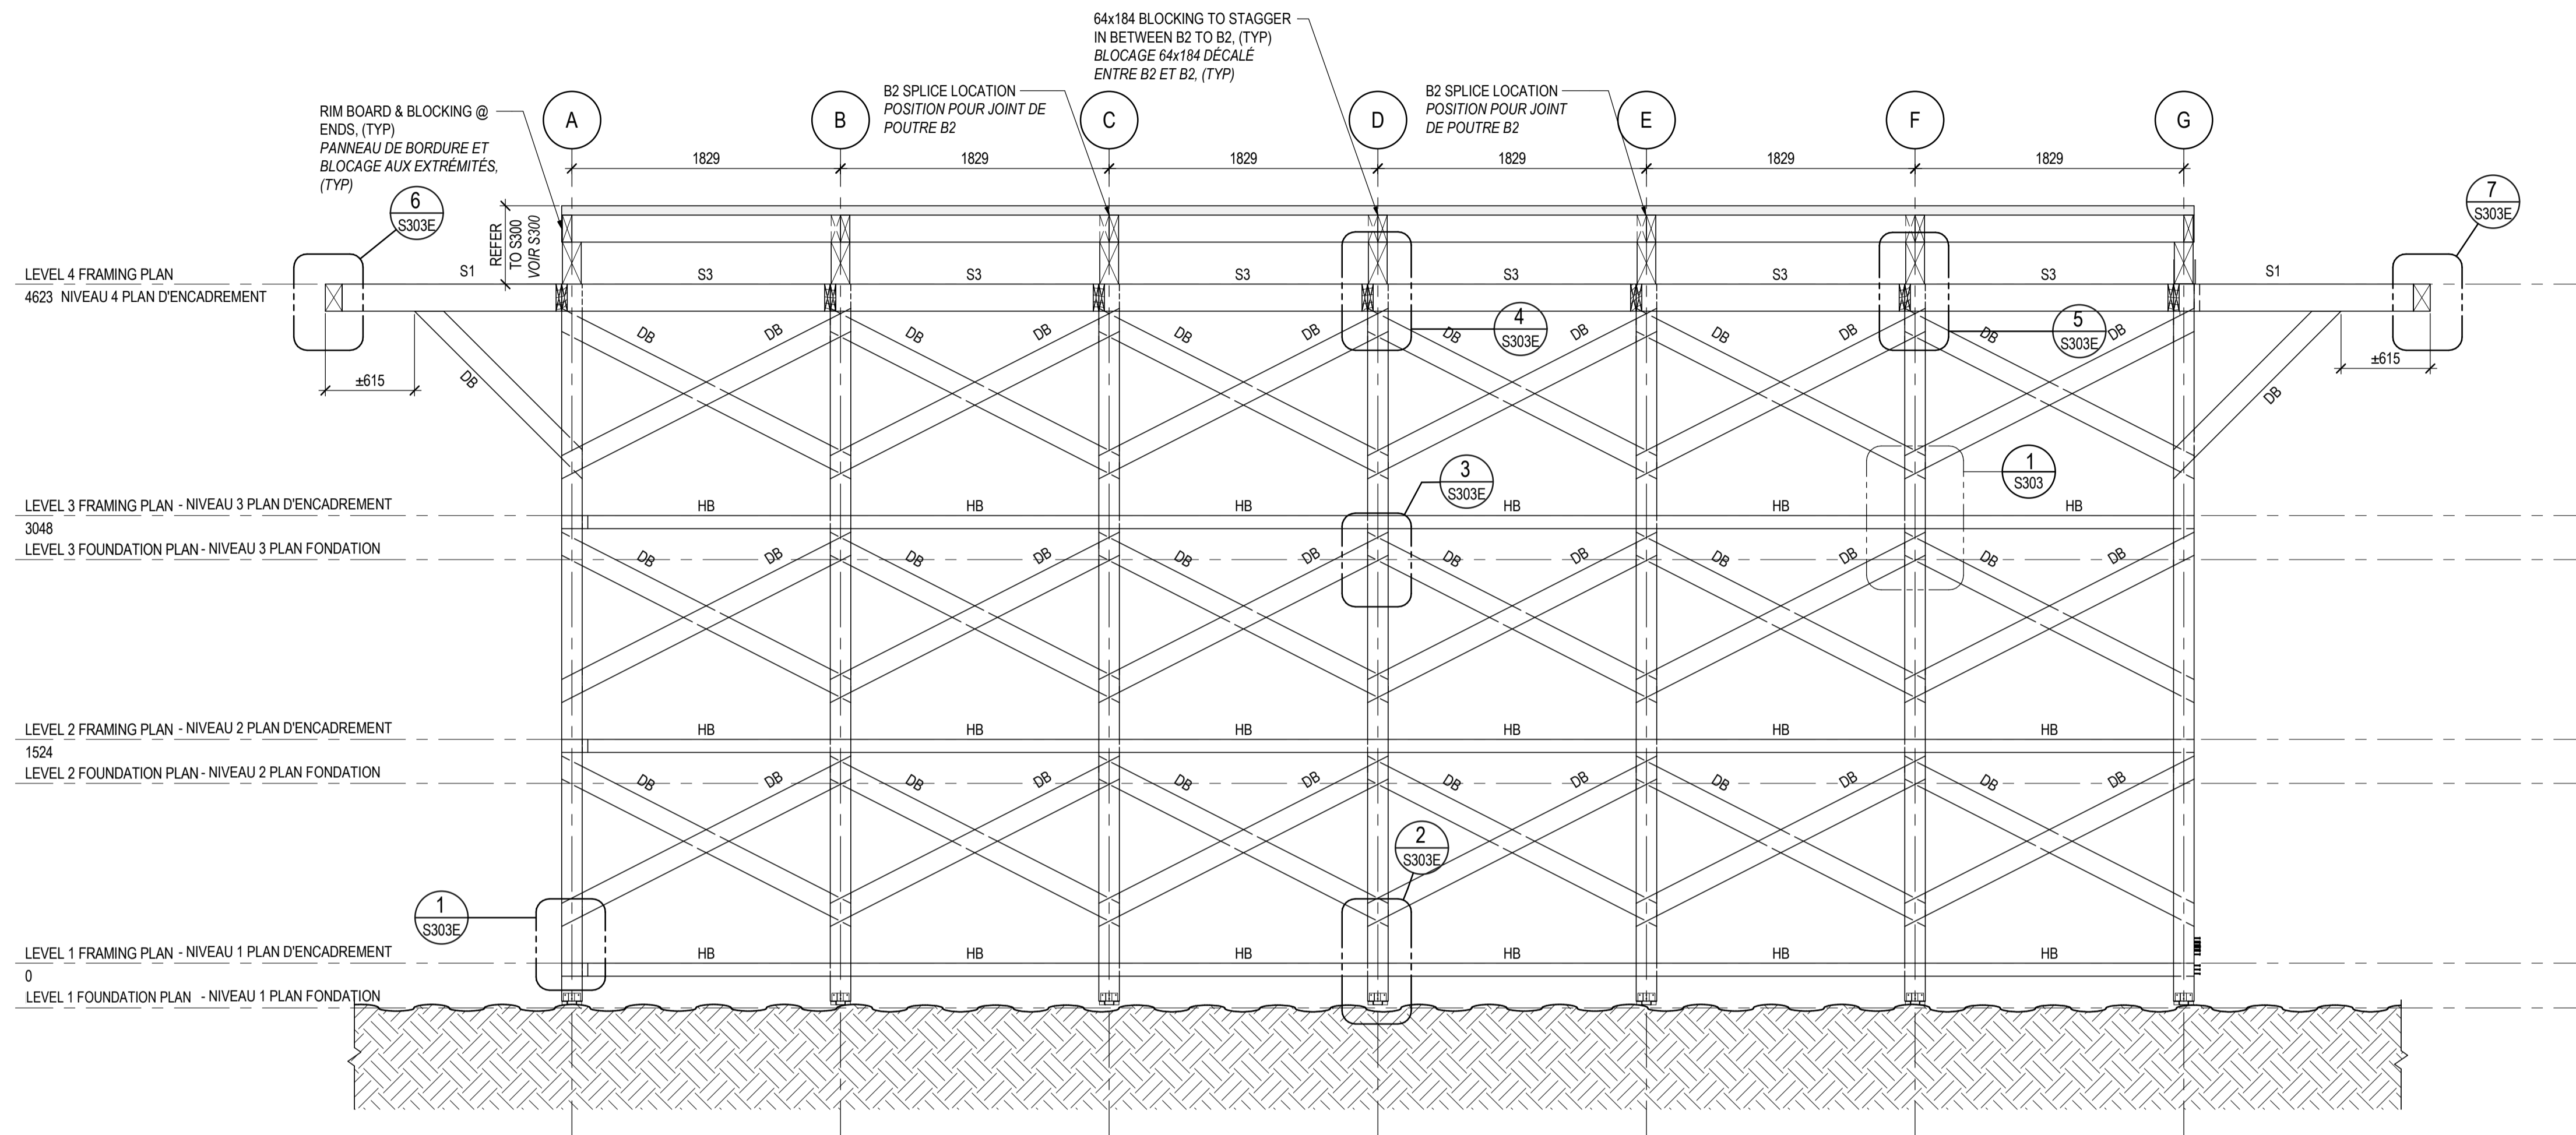 64x184 BLOCKING TO STAGGER
IN BETWEEN B2 TO B2, (TYP)
BLOCAGE 64x184 DÉCALÉ
ENTRE B2 ET B2, (TYP)
B2 SPLICE LOCATION
POSITION POUR JOINT DE
POUTRE B2
B2 SPLICE LOCATION
POSITION POUR JOINT
DE POUTRE B2
RIM BOARD & BLOCKING @
ENDS, (TYP)
PANNEAU DE BORDURE ET
BLOCAGE AUX EXTRÉMITÉS,
(TYP)
A B C D E F G
1829 1829 1829 1829 1829 1829
6
S303E
7
S303E
REFER
TO S300
VOIR S300
LEVEL 4 FRAMING PLAN
4623 NIVEAU 4 PLAN D'ENCADREMENT
S1 S3 S3 S3 S3 S3 S3 S1
4
S303E
5
S303E
DB DB DB DB DB DB DB DB DB DB DB DB
±615 DB DB ±615
3
S303E
1
S303
LEVEL 3 FRAMING PLAN - NIVEAU 3 PLAN D'ENCADREMENT
HB HB HB HB HB HB
3048
LEVEL 3 FOUNDATION PLAN - NIVEAU 3 PLAN FONDATION
DB DB DB DB DB DB DB DB DB DB DB DB
LEVEL 2 FRAMING PLAN - NIVEAU 2 PLAN D'ENCADREMENT
HB HB HB HB HB HB
1524
LEVEL 2 FOUNDATION PLAN - NIVEAU 2 PLAN FONDATION
DB DB DB DB DB DB DB DB DB DB DB DB
2
S303E
1
S303E
LEVEL 1 FRAMING PLAN - NIVEAU 1 PLAN D'ENCADREMENT
HB HB HB HB HB HB
0
LEVEL 1 FOUNDATION PLAN - NIVEAU 1 PLAN FONDATION